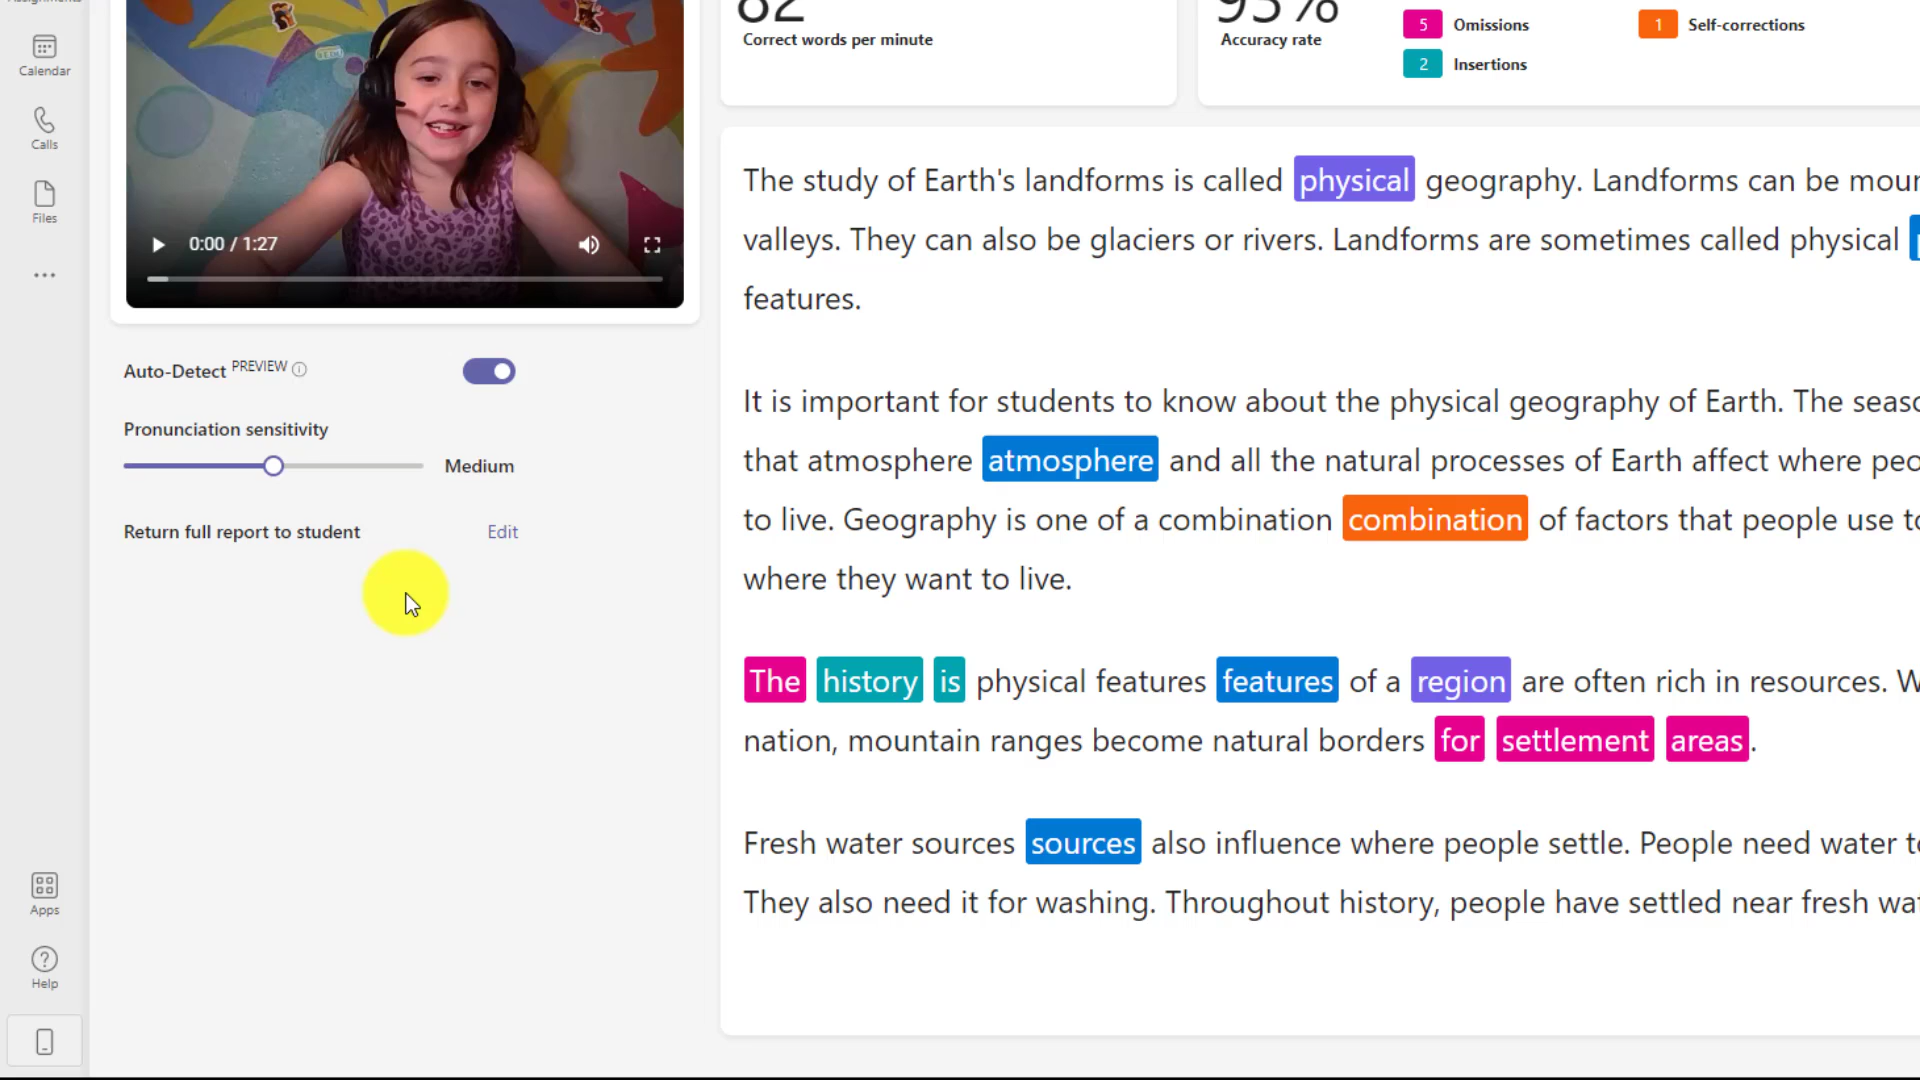 Calendar
Calls
Files
0:00 / 1:27
Auto-Detect PREVIEW
Pronunciation sensitivity
Medium
Return full report to student Edit
Apps
Help
82
Correct words per minute
93%
Accuracy rate
5 Omissions
1 Self-corrections
2 Insertions
The study of Earth's landforms is called physical geography. Landforms can be moun
valleys. They can also be glaciers or rivers. Landforms are sometimes called physical
features.
It is important for students to know about the physical geography of Earth. The seaso
that atmosphere atmosphere and all the natural processes of Earth affect where peo
to live. Geography is one of a combination combination of factors that people use to
where they want to live.
The history is physical features features of a region are often rich in resources. W
nation, mountain ranges become natural borders for settlement areas.
Fresh water sources sources also influence where people settle. People need water to
They also need it for washing. Throughout history, people have settled near fresh wat